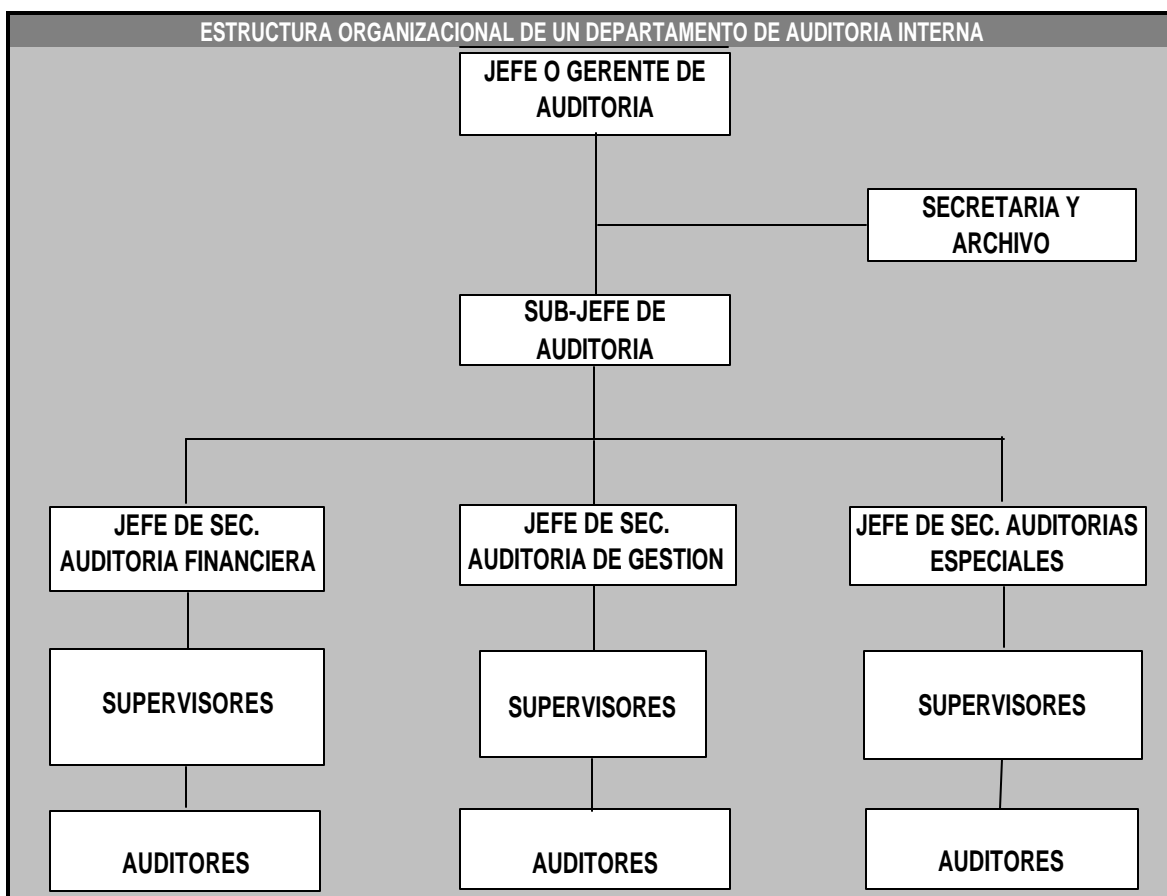 ESTRUCTURA ORGANIZACIONAL DE UN DEPARTAMENTO DE AUDITORIA INTERNA
JEFE O GERENTE DE
AUDITORIA
SECRETARIA Y
ARCHIVO
SUB-JEFE DE
AUDITORIA
JEFE DE SEC.
AUDITORIA FINANCIERA
JEFE DE SEC.
AUDITORIA DE GESTION
JEFE DE SEC. AUDITORIAS
ESPECIALES
SUPERVISORES
SUPERVISORES
SUPERVISORES
AUDITORES
AUDITORES
AUDITORES